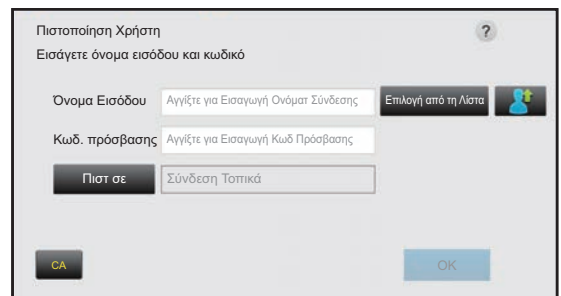 Πιστοποίηση Χρήστη
?
Εισάγετε όνομα εισόδου και κωδικό
Όνομα Εισόδου Αγγίξτε για Εισαγωγή Ονόματ Σύνδεσης Επιλογή από τη Λίστα
Κωδ. πρόσβασης Αγγίξτε για Εισαγωγή Κωδ Πρόσβασης
Πιστ σε Σύνδεση Τοπικά
CA OK